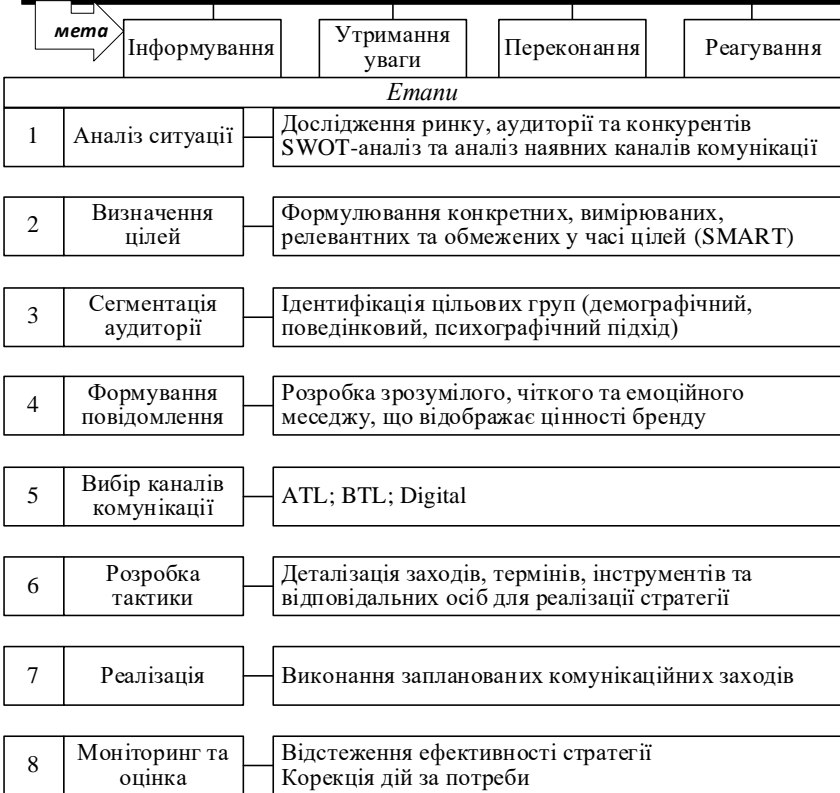 мета
Інформування
Утримання
уваги
Переконання
Реагування
Етапи
1
Аналіз ситуації
Дослідження ринку, аудиторії та конкурентів
SWOT-аналіз та аналіз наявних каналів комунікації
2
Визначення
цілей
Формулювання конкретних, вимірюваних,
релевантних та обмежених у часі цілей (SMART)
3
Сегментація
аудиторії
Ідентифікація цільових груп (демографічний,
поведінковий, психографічний підхід)
4
Формування
повідомлення
Розробка зрозумілого, чіткого та емоційного
меседжу, що відображає цінності бренду
5
Вибір каналів
комунікації
ATL; BTL; Digital
6
Розробка
тактики
Деталізація заходів, термінів, інструментів та
відповідальних осіб для реалізації стратегії
7
Реалізація
Виконання запланованих комунікаційних заходів
8
Моніторинг та
оцінка
Відстеження ефективності стратегії
Корекція дій за потреби